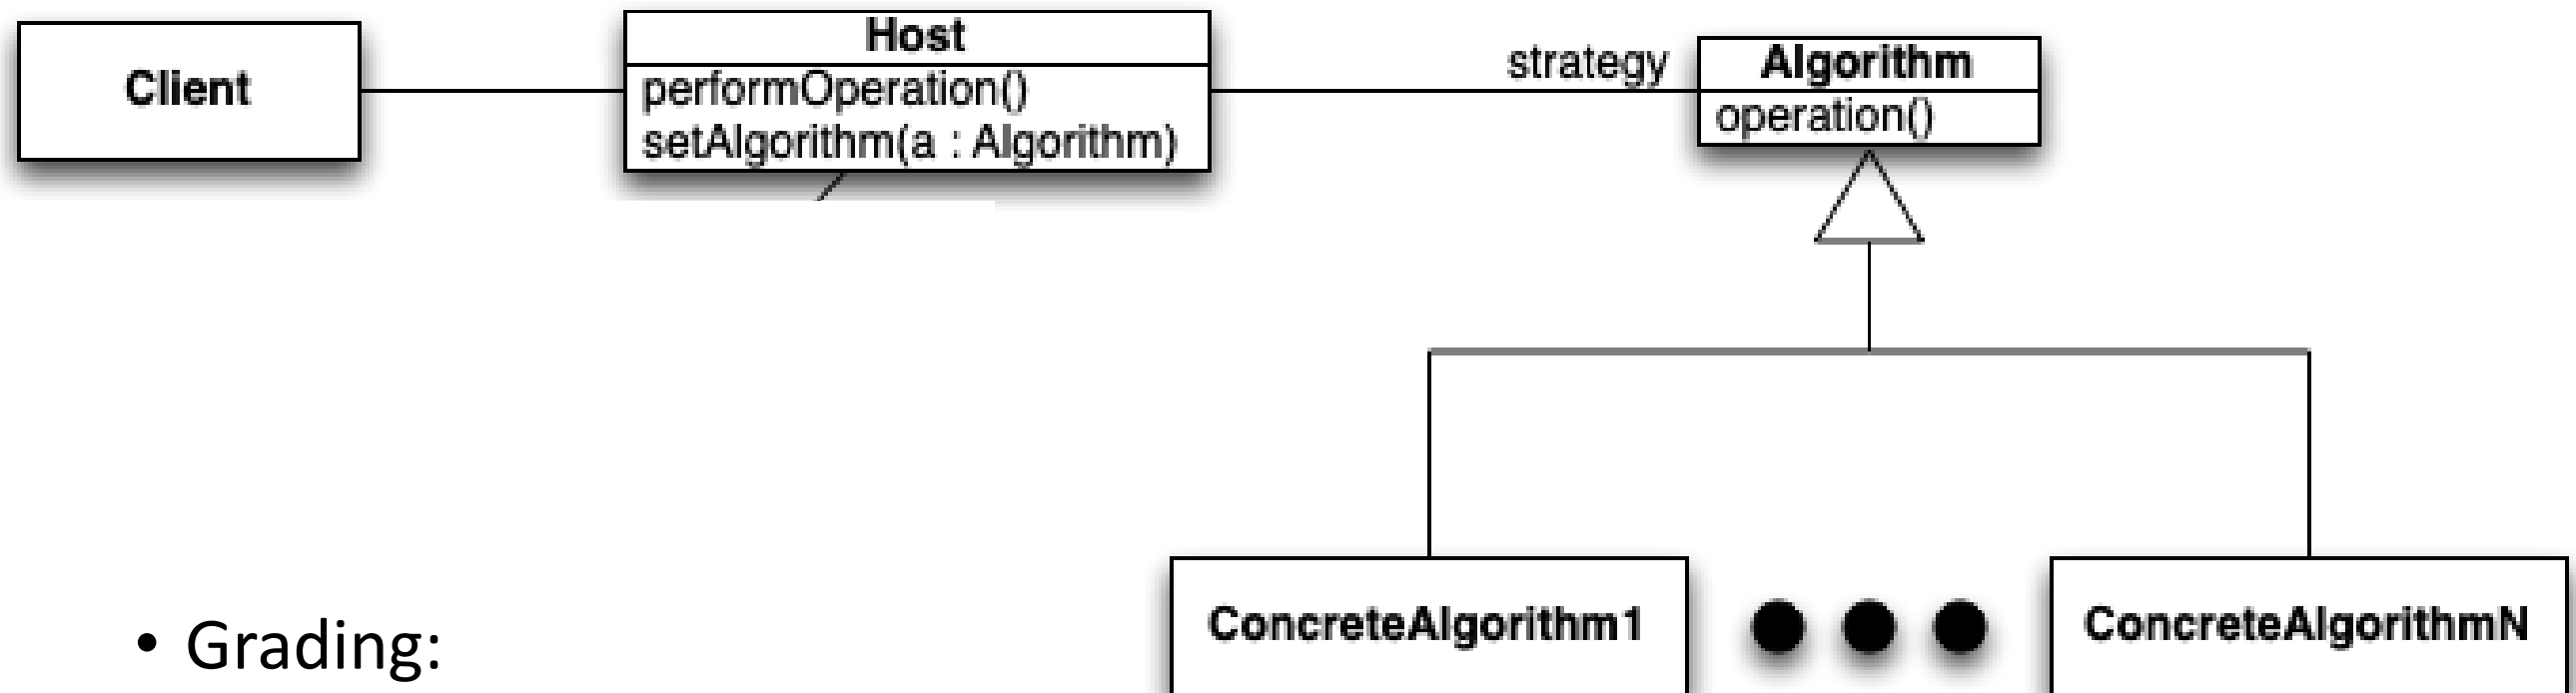 Client
Host
performOperation()
setAlgorithm(a : Algorithm)
strategy
Algorithm
operation()
ConcreteAlgorithm1
ConcreteAlgorithmN
• Grading: